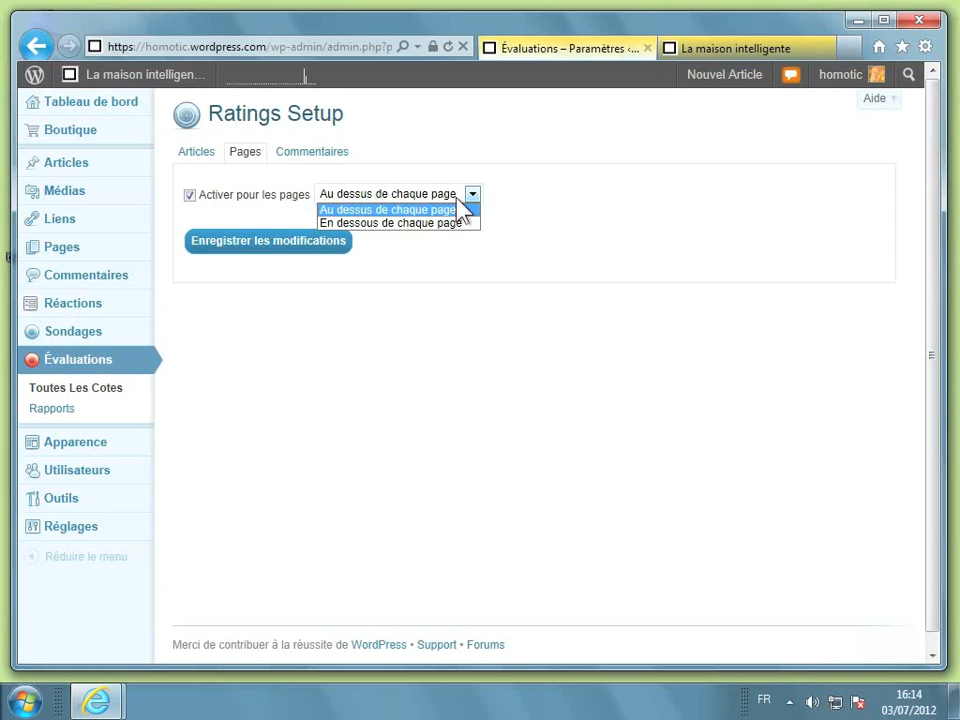 https://homotic.wordpress.com/wp-admin/admin.php?p
Évaluations – Paramètres ‹...
La maison intelligente
La maison intelligen...
Nouvel Article
homotic
Aide
Tableau de bord
Boutique
Articles
Médias
Liens
Pages
Commentaires
Réactions
Sondages
Évaluations
Toutes Les Cotes
Rapports
Apparence
Utilisateurs
Outils
Réglages
Réduire le menu
Ratings Setup
Articles
Pages
Commentaires
Activer pour les pages
Au dessus de chaque page
Au dessus de chaque page
En dessous de chaque page
Enregistrer les modifications
Merci de contribuer à la réussite de WordPress • Support • Forums
FR
16:14
03/07/2012